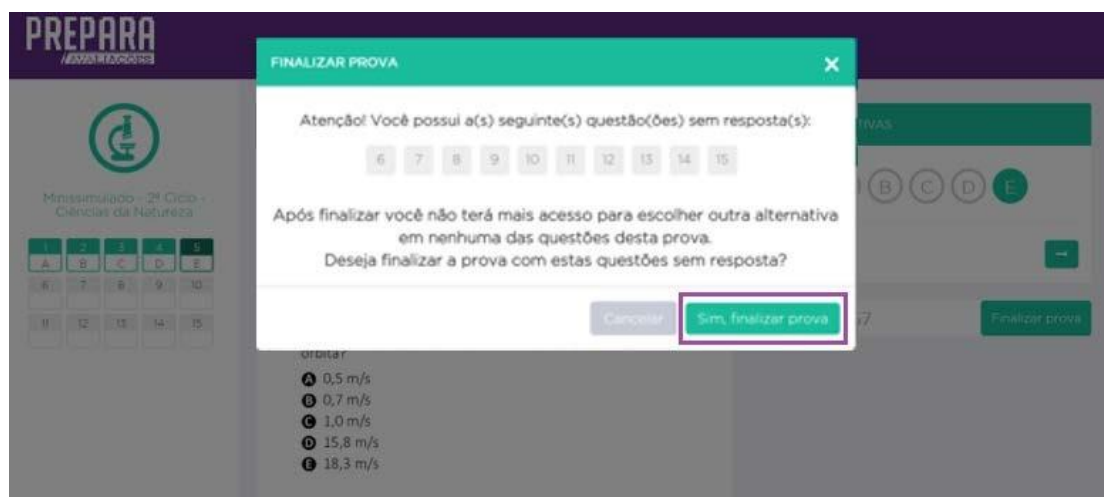 PREPARA
AVALIAÇÕES
FINALIZAR PROVA
Atenção! Você possui a(s) seguinte(s) questão(ões) sem resposta(s):
6 7 8 9 10 11 12 13 14 15
Após finalizar você não terá mais acesso para escolher outra alternativa
em nenhuma das questões desta prova.
Deseja finalizar a prova com estas questões sem resposta?
Cancelar Sim, finalizar prova
Minissimulado - 2º Ciclo -
Ciências da Natureza
1 2 3 4 5
A B C D E
6 7 8 9 10
11 12 13 14 15
TIVAS
B C D E
57 Finalizar prova
A 0,5 m/s
B 0,7 m/s
C 1,0 m/s
D 15,8 m/s
E 18,3 m/s